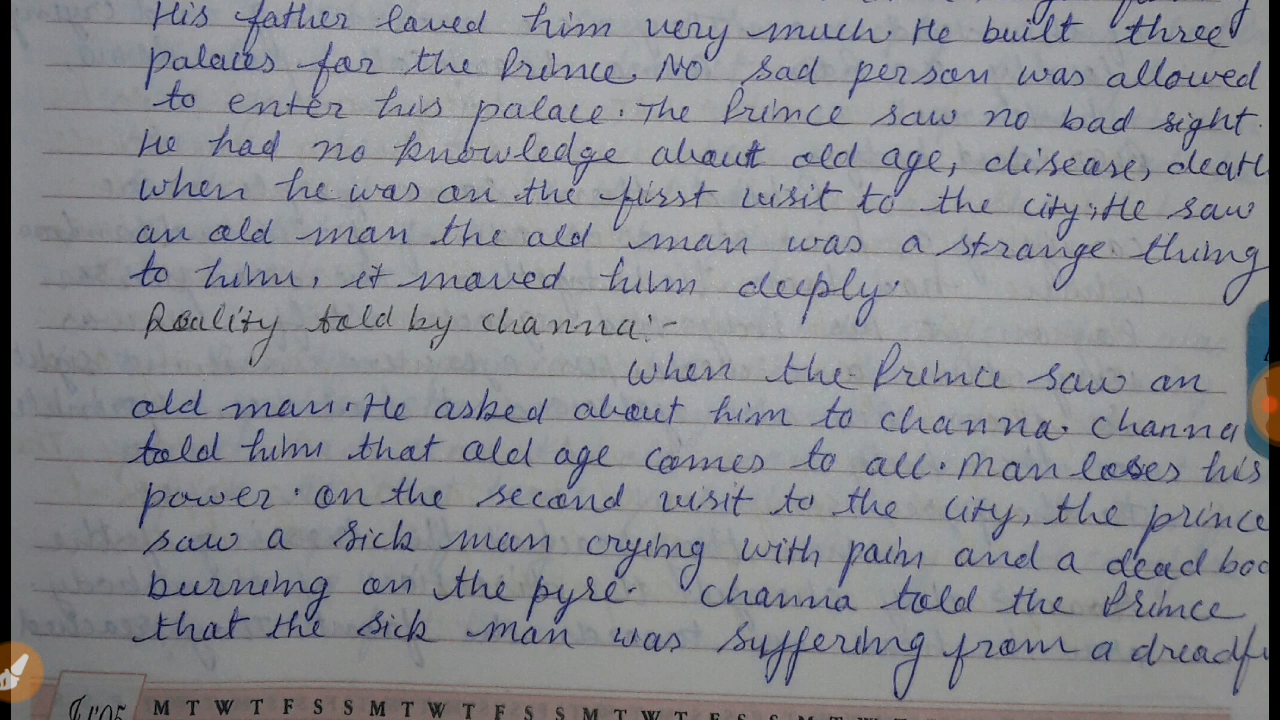 His father loved him very much. He built three
palaces for the Prince. No sad person was allowed
to enter his palace. The Prince saw no bad sight.
He had no knowledge about old age, disease, deat
when he was on the first visit to the city, He saw
an old man the old man was a strange thing
to him, it moved him deeply.
Reality told by channa:-
When the Prince saw an
old man. He asked about him to channa. channa
told him that old age comes to all. Man loses his
power. on the second visit to the city, the prince
saw a sick man crying with pain and a dead bod
burning on the pyre. Channa told the Prince
that the sick man was suffering from a dreadfu
M T W T F S S M T W T F S S M T W T F S S M T W T F